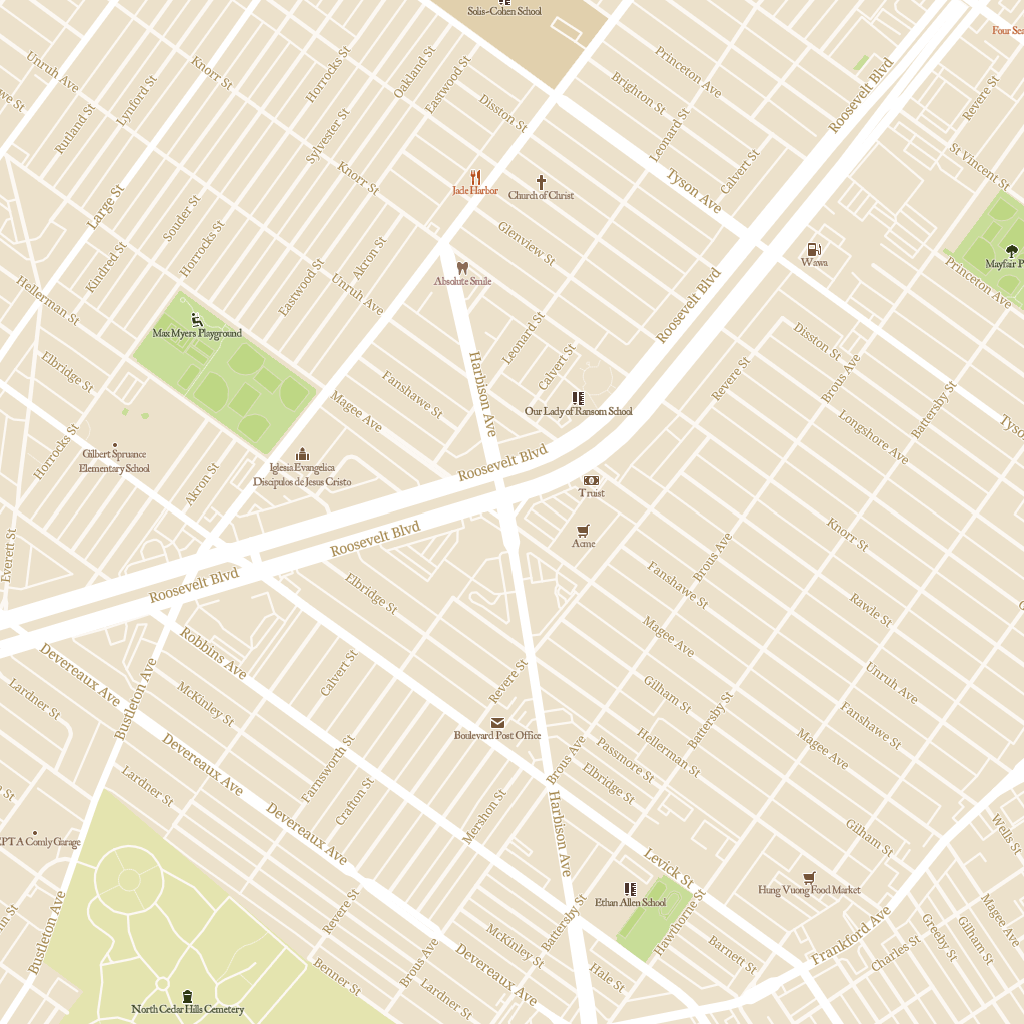 Solis-Cohen School
Four Sea
Unruh Ave
Knorr St
Horrocks St
Oakland St
Eastwood St
Princeton Ave
Brighton St
Roosevelt Blvd
Revere St
Lynford St
Rutland St
Disston St
Sylvester St
Leonard St
St Vincent St
Knorr St
Jade Harbor
Church of Christ
Calvert St
Tyson Ave
Large St
Souder St
Glenview St
Horrocks St
Akron St
Wawa
Mayfair P
Kindred St
Absolute Smile
Eastwood St
Unruh Ave
Princeton Ave
Hellerman St
Roosevelt Blvd
Max Myers Playground
Leonard St
Disston St
Elbridge St
Calvert St
Harbison Ave
Revere St
Brous Ave
Fanshawe St
Magee Ave
Battersby St
Our Lady of Ransom School
Longshore Ave
Tyso
Horrocks St
Gilbert Spruance
Elementary School
Iglesia Evangelica
Discipulos de Jesus Cristo
Roosevelt Blvd
Akron St
Truist
Acme
Knorr St
Everett St
Roosevelt Blvd
Brous Ave
Roosevelt Blvd
Elbridge St
Fanshawe St
Rawle St
Robbins Ave
Magee Ave
Devereaux Ave
Calvert St
Revere St
Unruh Ave
Lardner St
McKinley St
Bustleton Ave
Gilham St
Battersby St
Boulevard Post Office
Fanshawe St
Devereaux Ave
Farnsworth St
Brous Ave
Passmore St
Hellerman St
Magee Ave
Lardner St
Crafton St
Elbridge St
Mershon St
Harbison Ave
Devereaux Ave
Gilham St
Wells St
EPTA Comly Garage
Levick St
Hung Vuong Food Market
Ethan Allen School
Bustleton Ave
Revere St
Battersby St
Hawthorne St
Frankford Ave
Magee Ave
Greeby St
Gilham St
Charles St
McKinley St
Brous Ave
Barnett St
Benner St
Devereaux Ave
Hale St
Lardner St
North Cedar Hills Cemetery